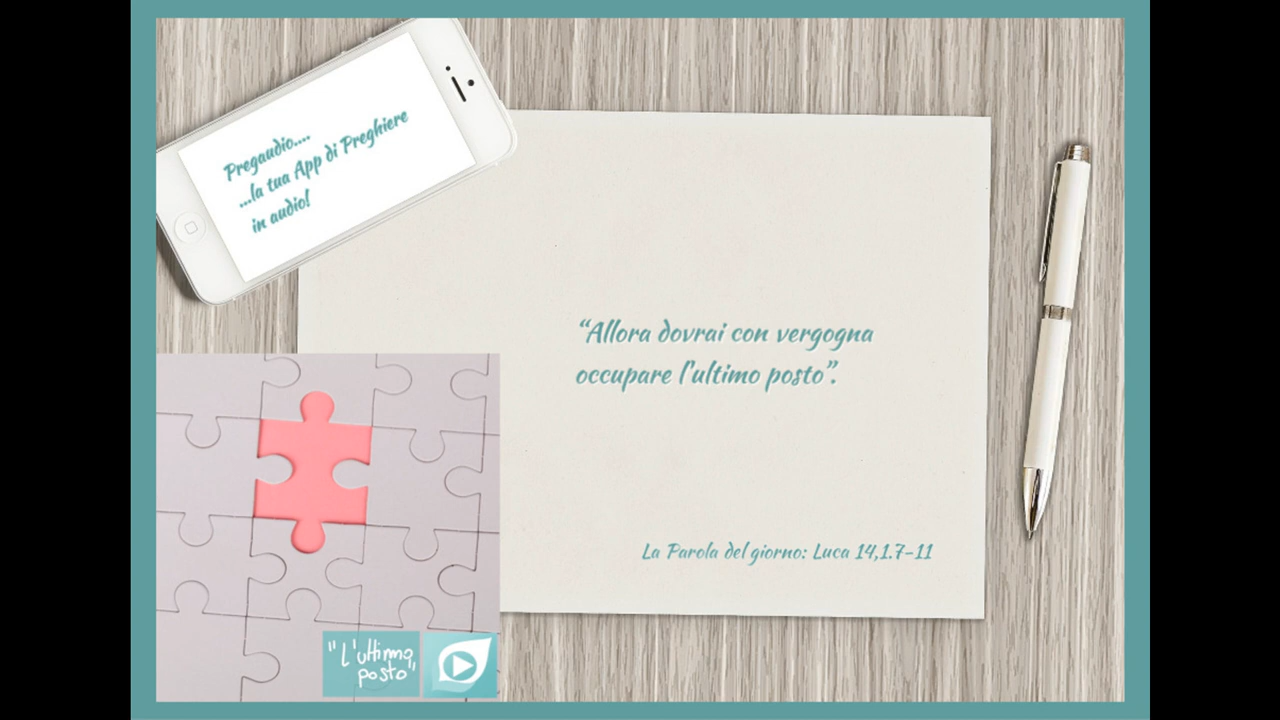 Pregaudio....
...la tua App di Preghiere
in audio!
“Allora dovrai con vergogna
occupare l'ultimo posto”.
La Parola del giorno: Luca 14,1.7-11
"L'ultimo
posto"